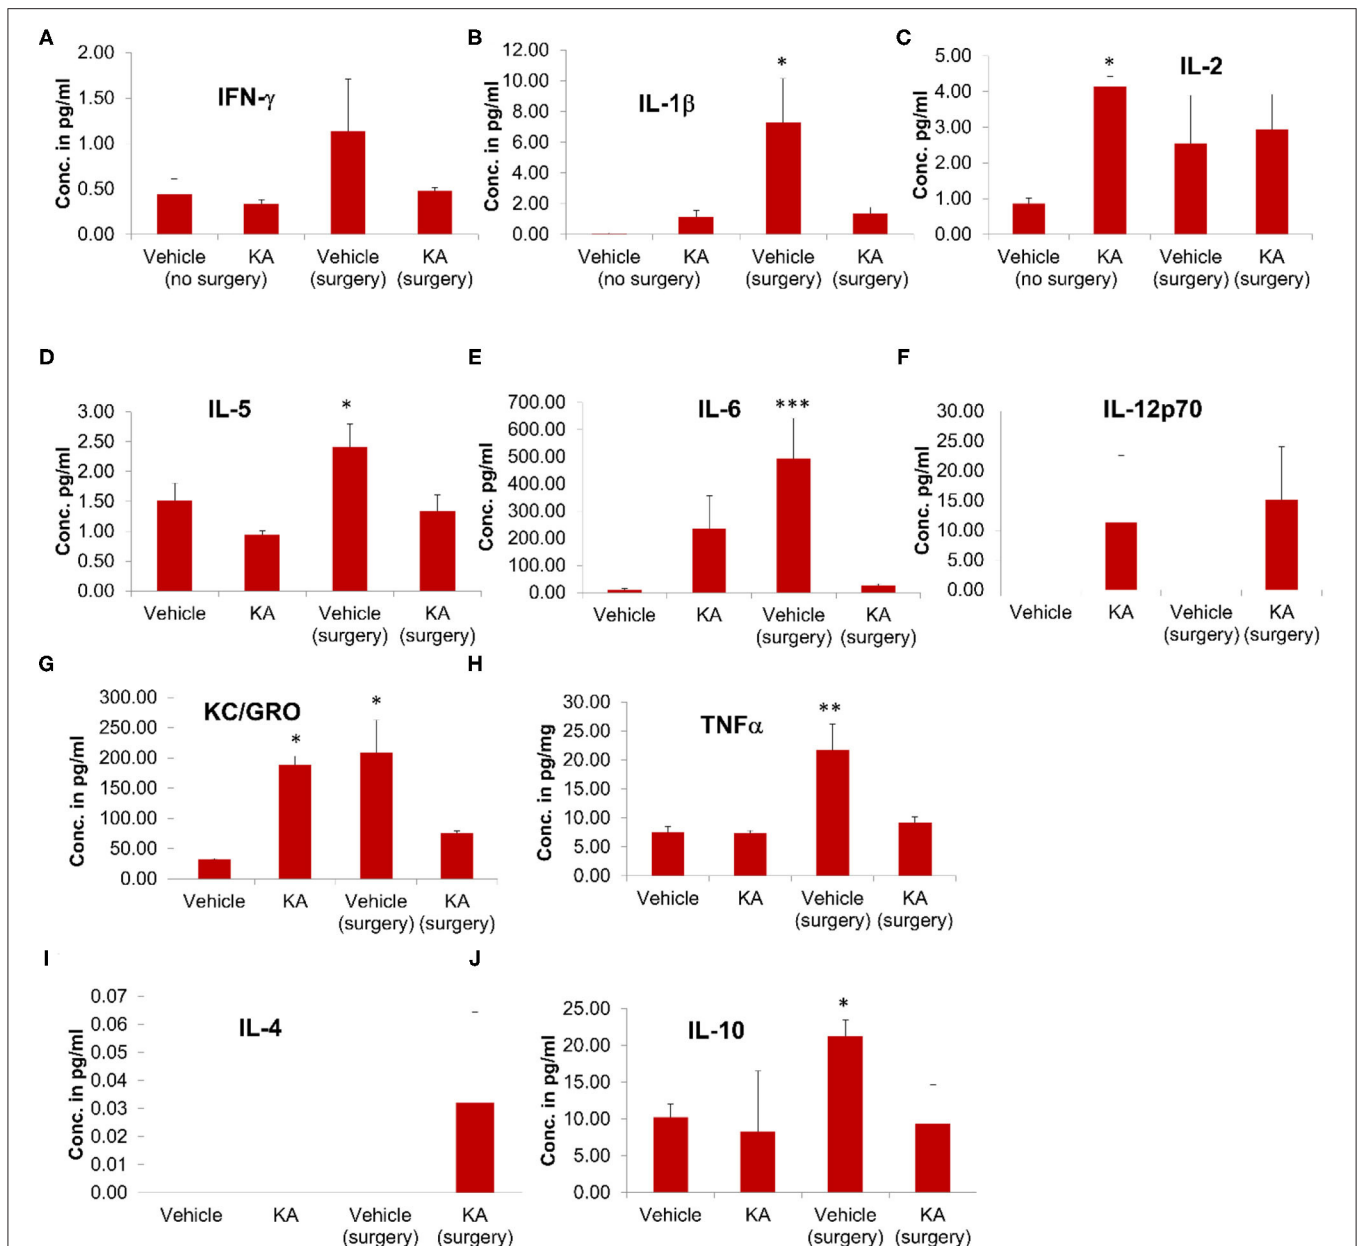 A
IFN-γ
Conc. in pg/ml
2.00
1.50
1.00
0.50
0.00
Vehicle KA Vehicle KA
(no surgery) (surgery) (surgery)
B
IL-1β
*
Conc. in pg/ml
12.00
10.00
8.00
6.00
4.00
2.00
0.00
Vehicle KA Vehicle KA
(no surgery) (surgery) (surgery)
C
IL-2
*
Conc. pg/ml
5.00
4.00
3.00
2.00
1.00
0.00
Vehicle KA Vehicle KA
(no surgery) (surgery) (surgery)
D
IL-5
*
Conc. pg/ml
3.00
2.50
2.00
1.50
1.00
0.50
0.00
Vehicle KA Vehicle KA
(surgery) (surgery)
E
IL-6
***
Conc. pg/ml
700.00
600.00
500.00
400.00
300.00
200.00
100.00
0.00
Vehicle KA Vehicle KA
(surgery) (surgery)
F
IL-12p70
Conc. pg/ml
30.00
25.00
20.00
15.00
10.00
5.00
0.00
Vehicle KA Vehicle KA
(surgery) (surgery)
G
KC/GRO
* *
Conc. in pg/ml
300.00
250.00
200.00
150.00
100.00
50.00
0.00
Vehicle KA Vehicle KA
(surgery) (surgery)
H
TNFα
**
Conc. in pg/mg
30.00
25.00
20.00
15.00
10.00
5.00
0.00
Vehicle KA Vehicle KA
(surgery) (surgery)
I
IL-4
Conc. in pg/ml
0.07
0.06
0.05
0.04
0.03
0.02
0.01
0.00
Vehicle KA Vehicle KA
(surgery) (surgery)
J
IL-10
*
Conc. in pg/ml
25.00
20.00
15.00
10.00
5.00
0.00
Vehicle KA Vehicle KA
(surgery) (surgery)